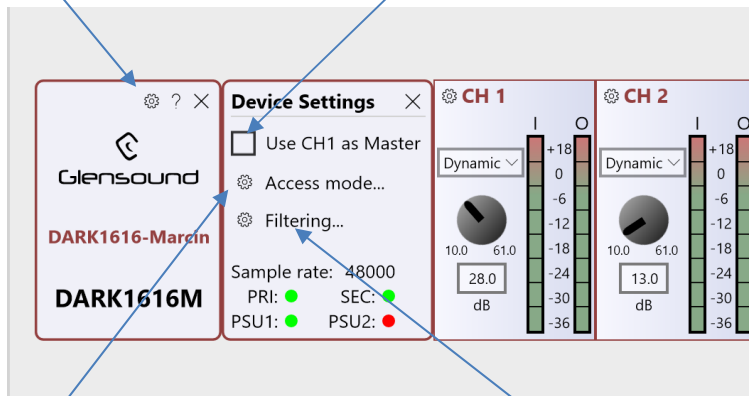 ?
Glensound
DARK1616-Marcin
DARK1616M
Device Settings
Use CH1 as Master
Access mode...
Filtering...
Sample rate: 48000
PRI: SEC:
PSU1: PSU2:
CH 1
I O
Dynamic
+18
0
-6
-12
-18
-24
-30
-36
10.0 61.0
28.0
dB
CH 2
I O
Dynamic
+18
0
-6
-12
-18
-24
-30
-36
10.0 61.0
13.0
dB